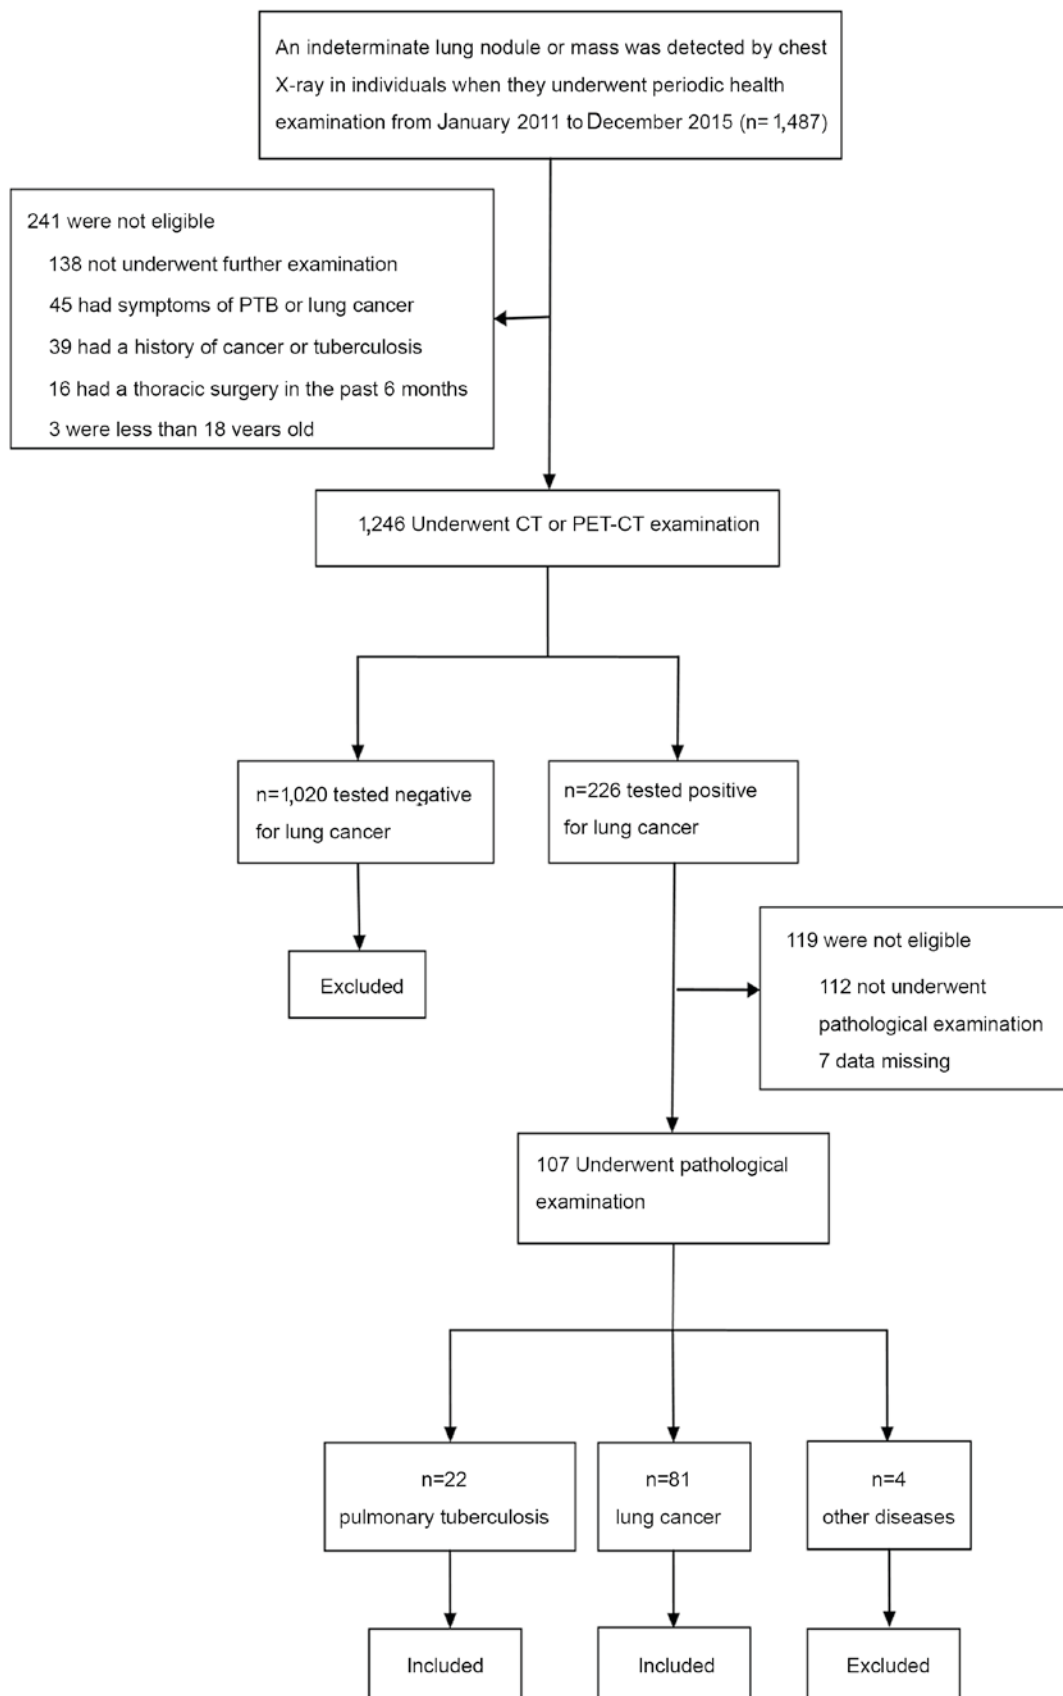 An indeterminate lung nodule or mass was detected by chest
X-ray in individuals when they underwent periodic health
examination from January 2011 to December 2015 (n= 1,487)
241 were not eligible
138 not underwent further examination
45 had symptoms of PTB or lung cancer
39 had a history of cancer or tuberculosis
16 had a thoracic surgery in the past 6 months
3 were less than 18 years old
1,246 Underwent CT or PET-CT examination
n=1,020 tested negative
for lung cancer
n=226 tested positive
for lung cancer
Excluded
119 were not eligible
112 not underwent
pathological examination
7 data missing
107 Underwent pathological
examination
n=22
pulmonary tuberculosis
n=81
lung cancer
n=4
other diseases
Included
Included
Excluded